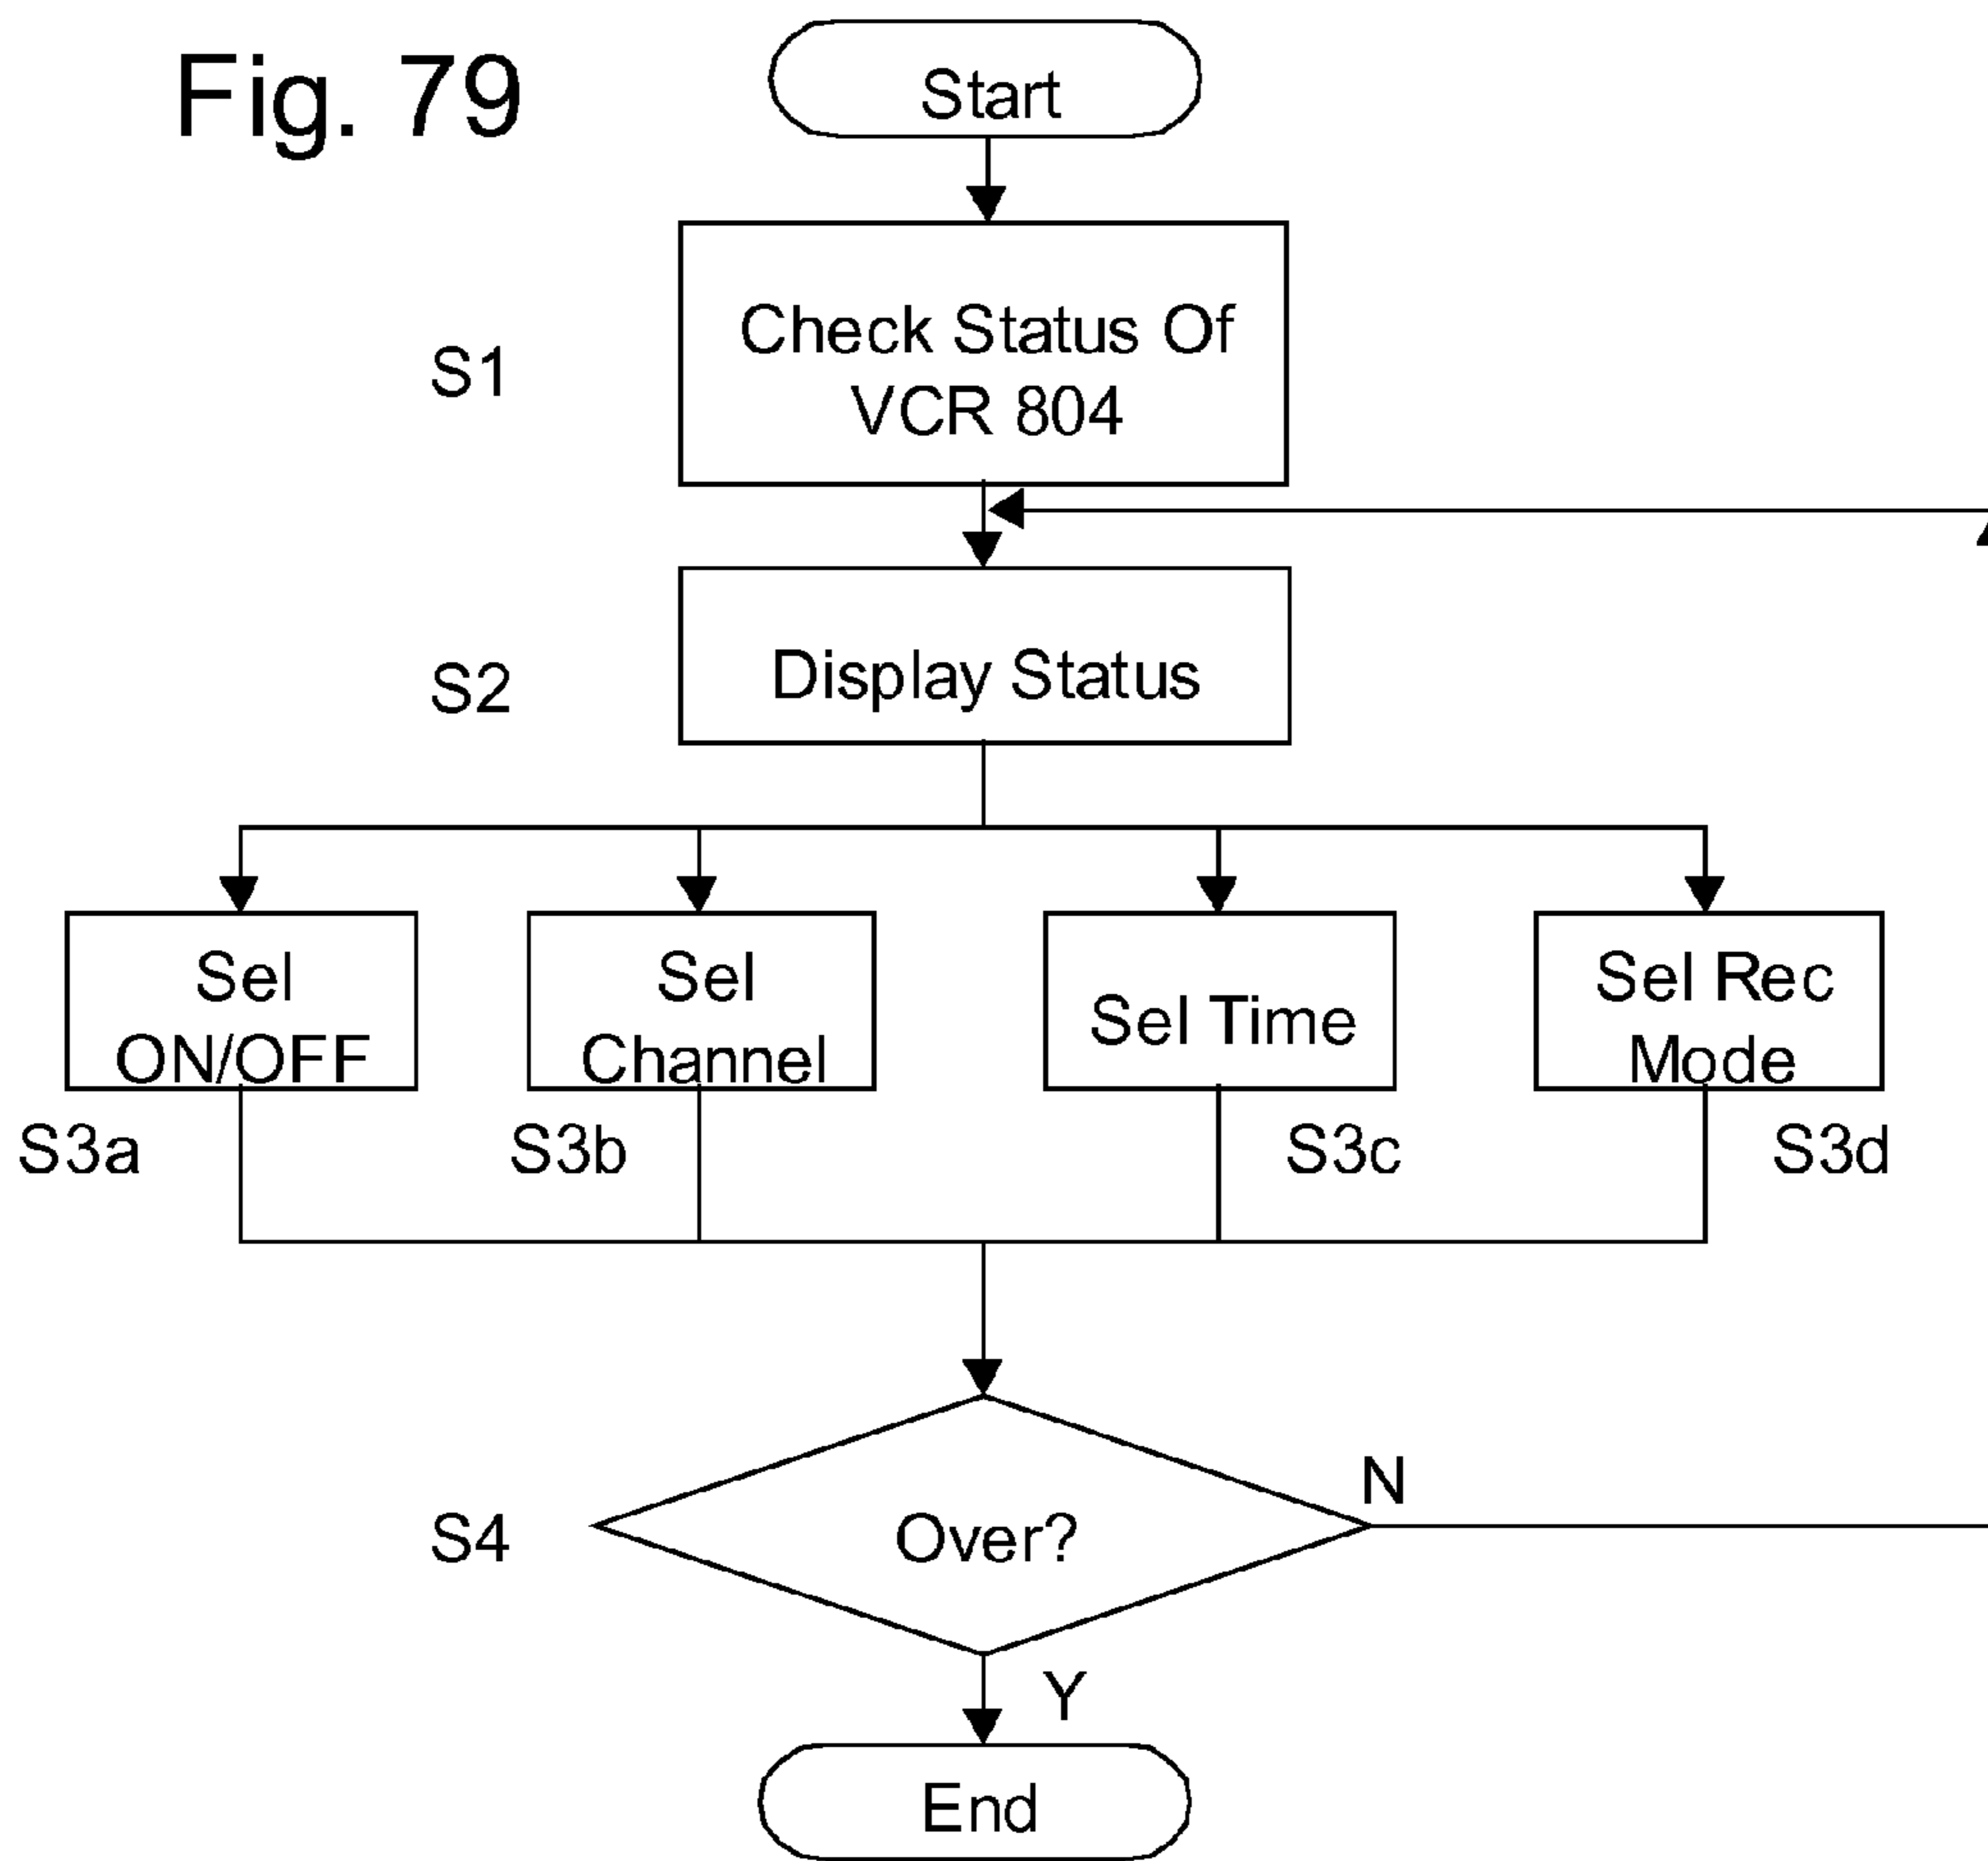 Fig. 79
Start
S1
Check Status Of
VCR 804
S2
Display Status
Sel
ON/OFF
Sel
Channel
Sel Time
Sel Rec
Mode
S3a
S3b
S3c
S3d
S4
Over?
N
Y
End